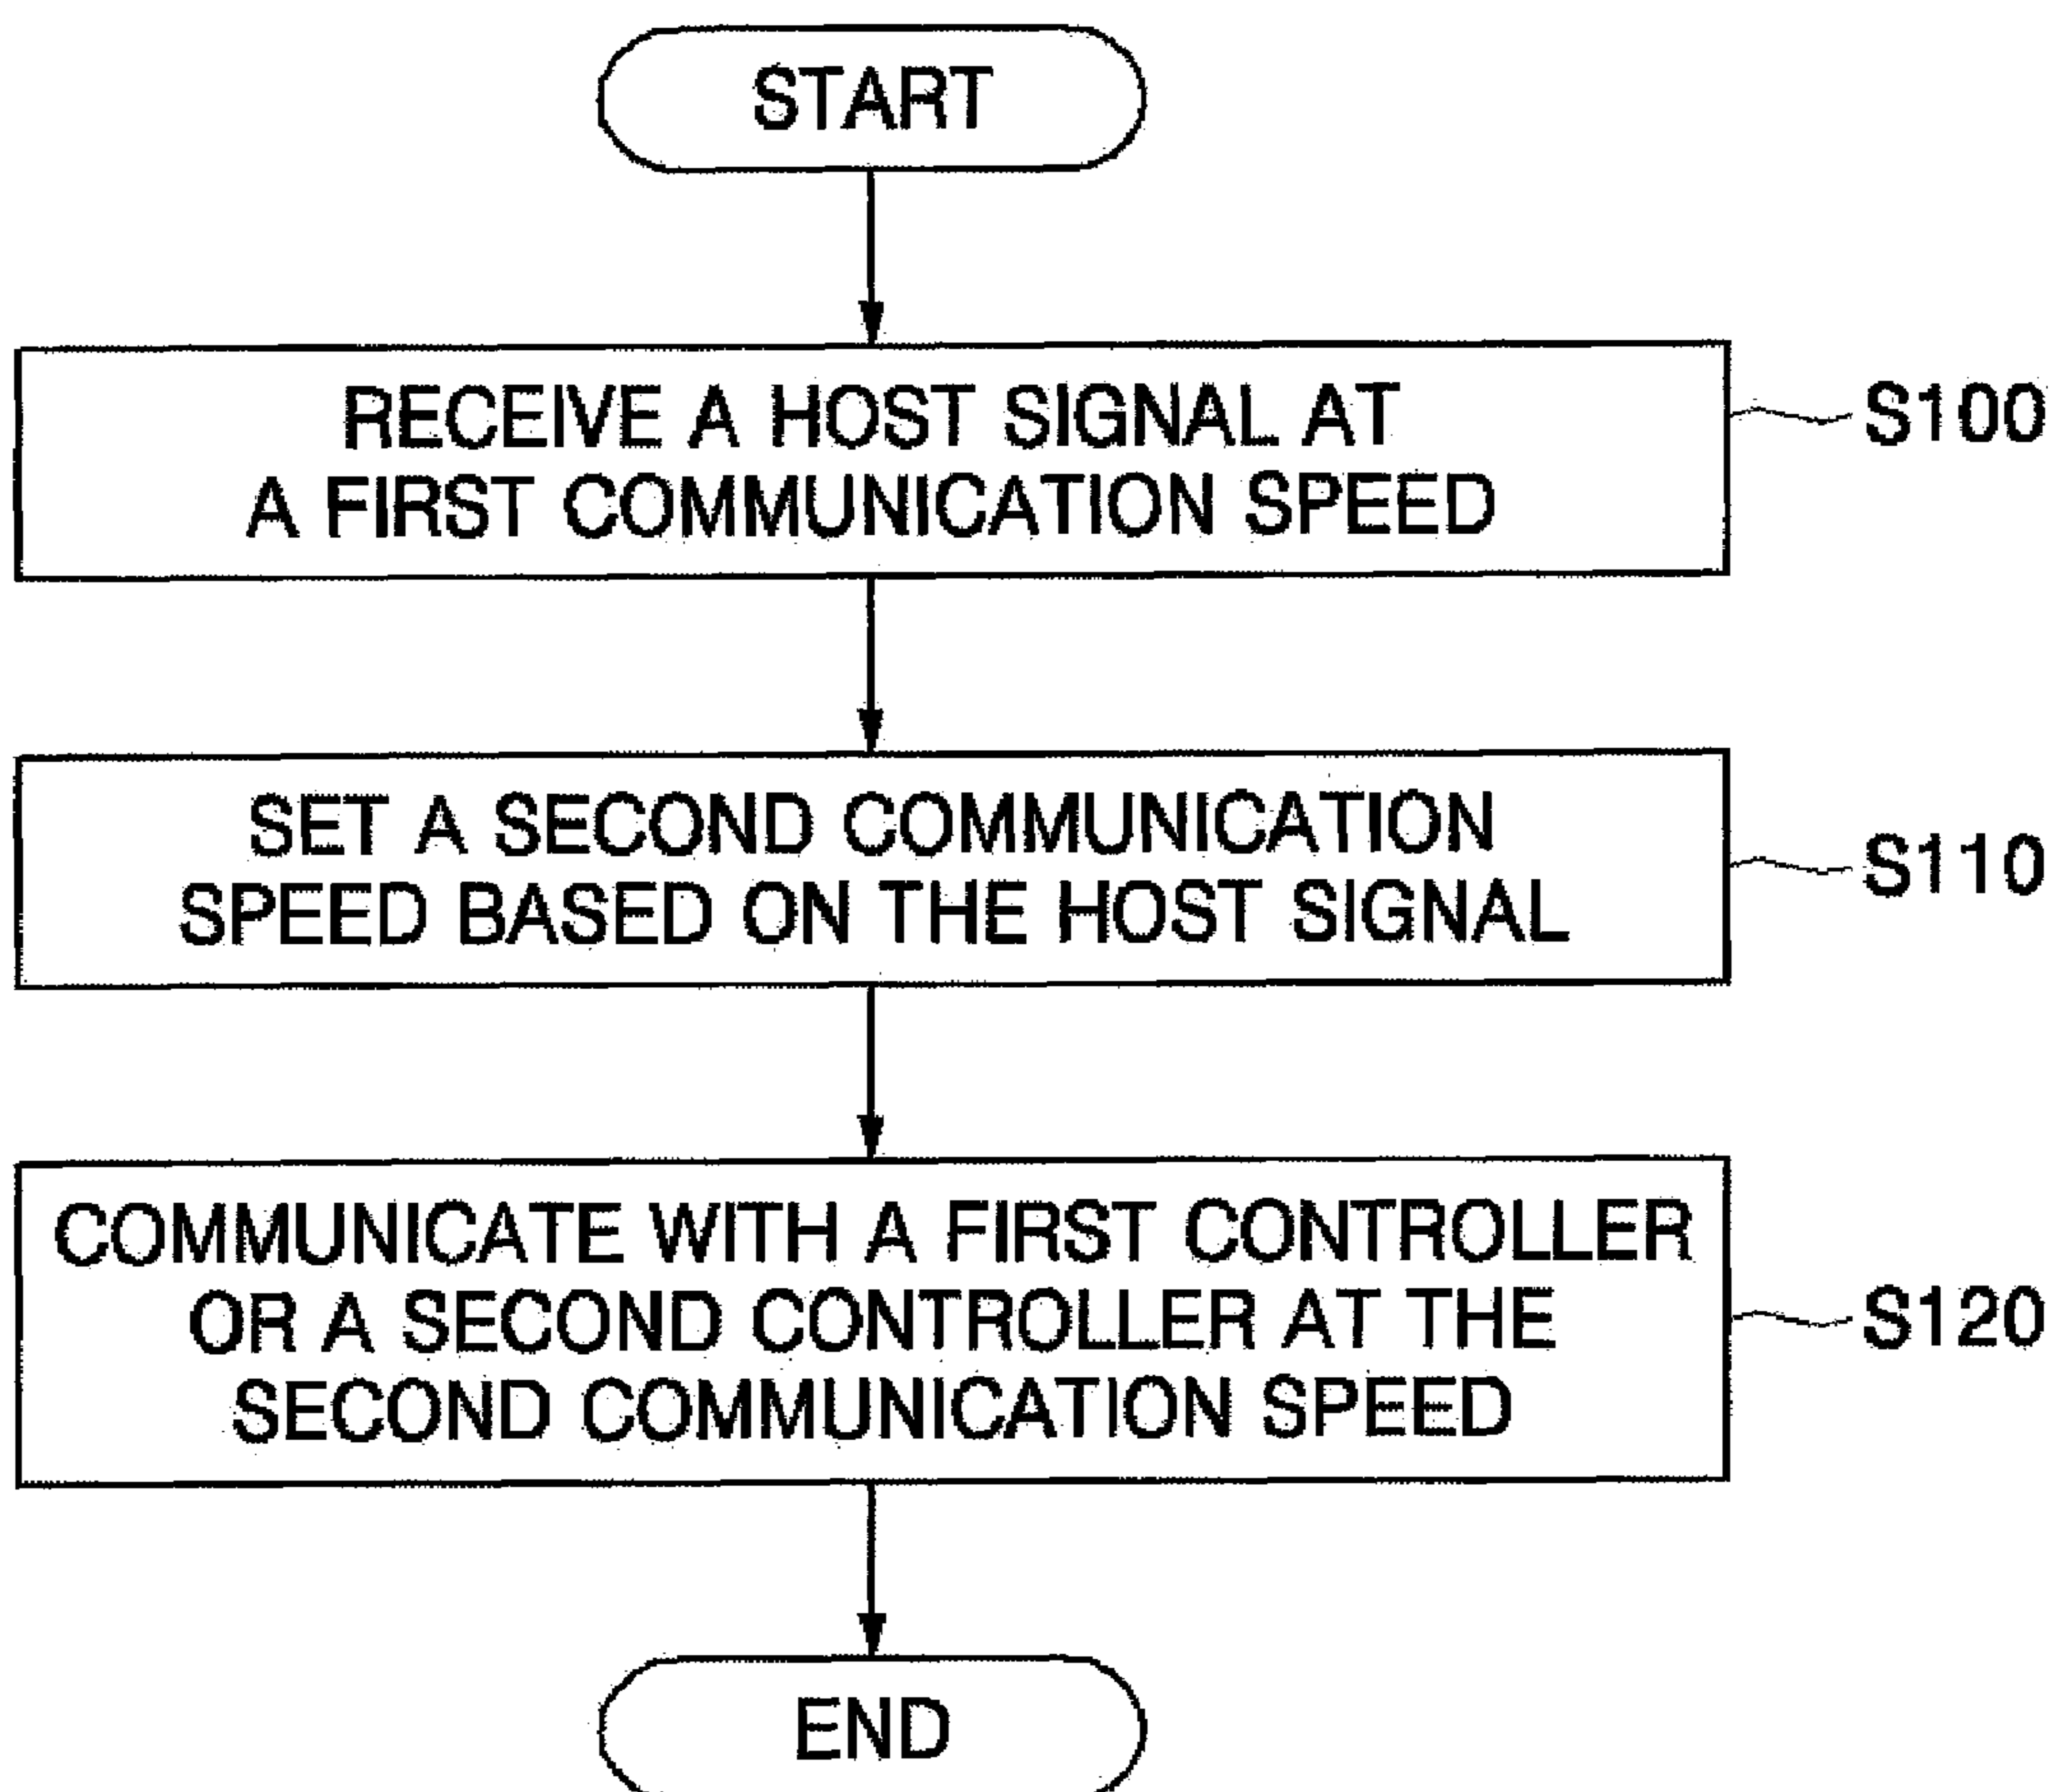 START
RECEIVE A HOST SIGNAL AT
A FIRST COMMUNICATION SPEED
S100
SET A SECOND COMMUNICATION
SPEED BASED ON THE HOST SIGNAL
S110
COMMUNICATE WITH A FIRST CONTROLLER
OR A SECOND CONTROLLER AT THE
SECOND COMMUNICATION SPEED
S120
END